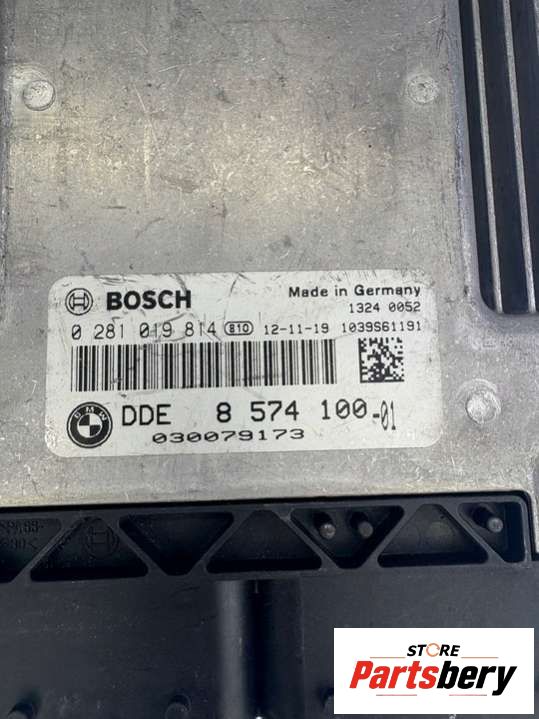 BOSCH
Made in Germany
1324 0052
0 281 019 814 810 12-11-19 1039S61191
BMW
DDE 8 574 100-01
030079173
STORE
Partsbery